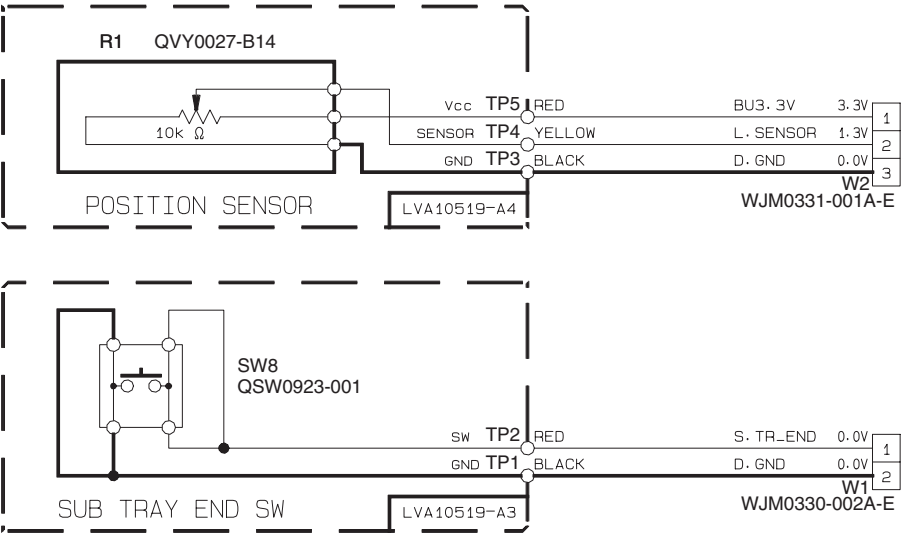 R1 QVY0027-B14
10k Ω
Vcc TP5 RED BU3.3V 3.3V 1
SENSOR TP4 YELLOW L.SENSOR 1.3V 2
GND TP3 BLACK D.GND 0.0V 3
W2
WJM0331-001A-E
POSITION SENSOR
LVA10519-A4
SW8
QSW0923-001
SW TP2 RED S.TR_END 0.0V 1
GND TP1 BLACK D.GND 0.0V 2
W1
WJM0330-002A-E
SUB TRAY END SW
LVA10519-A3